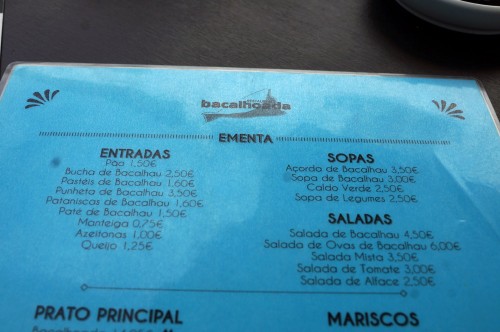 bacalhoada
EMENTA
ENTRADAS
Pão 1,50€
Bucha de Bacalhau 2,50€
Pastéis de Bacalhau 1,60€
Punheta de Bacalhau 3,50€
Pataniscas de Bacalhau 1,60€
Paté de Bacalhau 1,50€
Manteiga 0,75€
Azeitonas 1,00€
Queijo 1,25€
SOPAS
Açorda de Bacalhau 3,50€
Sopa de Bacalhau 3,00€
Caldo Verde 2,50€
Sopa de Legumes 2,50€
SALADAS
Salada de Bacalhau 4,50€
Salada de Ovas de Bacalhau 6,00€
Salada Mista 3,50€
Salada de Tomate 3,00€
Salada de Alface 2,50€
PRATO PRINCIPAL
MARISCOS